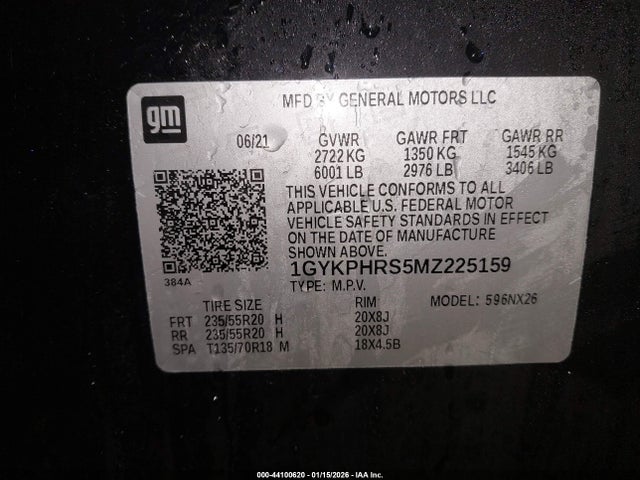 gm
MFD BY GENERAL MOTORS LLC
06/21 GVWR GAWR FRT GAWR RR
2722 KG 1350 KG 1545 KG
6001 LB 2976 LB 3406 LB
THIS VEHICLE CONFORMS TO ALL
APPLICABLE U.S. FEDERAL MOTOR
VEHICLE SAFETY STANDARDS IN EFFECT
ON THE DATE OF MANUFACTURE
SHOWN ABOVE.
1GYKPHRS5MZ225159
384A
TYPE: M.P.V.
TIRE SIZE RIM MODEL: 596NX26
FRT 235/55R20 H 20X8J
RR 235/55R20 H 20X8J
SPA T135/70R18 M 18X4.5B
000-44100620 - 01/15/2026 - IAA Inc.